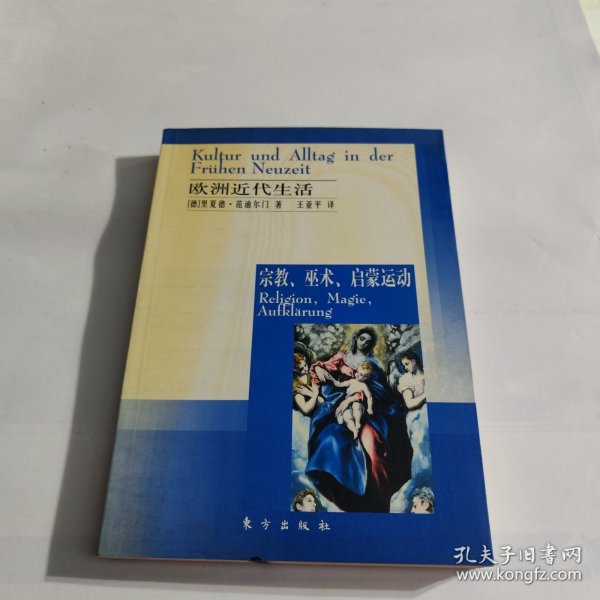 Kultur und Alltag in der
Frühen Neuzeit
欧洲近代生活
[德]里夏德·范迪尔门 著 王亚平 译
宗教、巫术、启蒙运动
Religion, Magie,
Aufklärung
东方出版社
孔夫子旧书网
www.kongfz.com